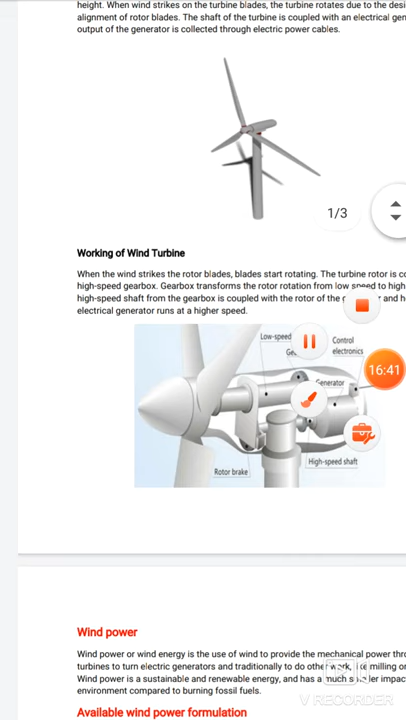 height. When wind strikes on the turbine blades, the turbine rotates due to the desi
alignment of rotor blades. The shaft of the turbine is coupled with an electrical gen
output of the generator is collected through electric power cables.
1/3
Working of Wind Turbine
When the wind strikes the rotor blades, blades start rotating. The turbine rotor is co
high-speed gearbox. Gearbox transforms the rotor rotation from low speed to high
high-speed shaft from the gearbox is coupled with the rotor of the and h
electrical generator runs at a higher speed.
Low-speed
Control
electronics
16:41
Generator
High-speed shaft
Rotor brake
Wind power
Wind power or wind energy is the use of wind to provide the mechanical power thro
turbines to turn electric generators and traditionally to do other work, like milling or
Wind power is a sustainable and renewable energy, and has a much smaller impac
environment compared to burning fossil fuels.
V RECORDER
Available wind power formulation